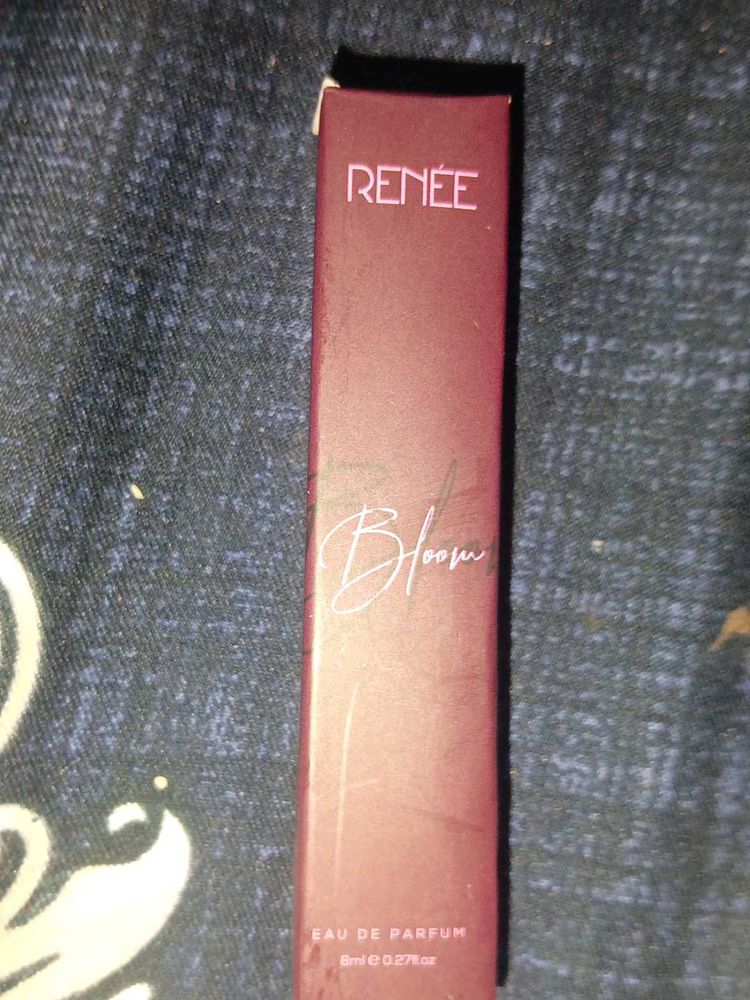 RENÉE
Bloom
EAU DE PARFUM
8ml e 0.27fl.oz